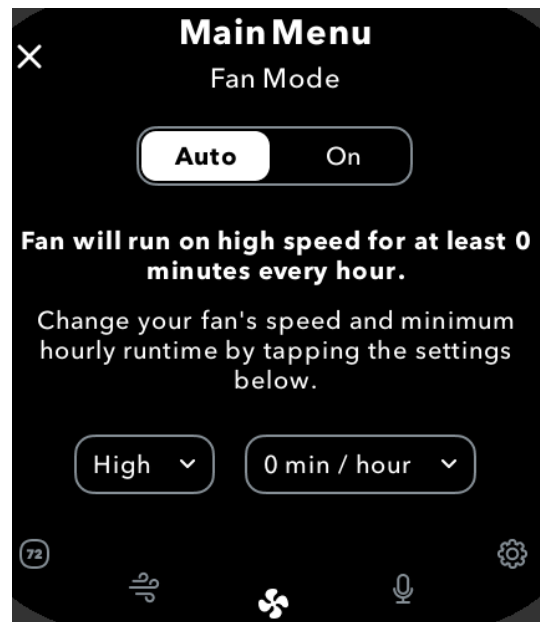 Main Menu
Fan Mode
Auto On
Fan will run on high speed for at least 0
minutes every hour.
Change your fan's speed and minimum
hourly runtime by tapping the settings
below.
High 0 min / hour
72